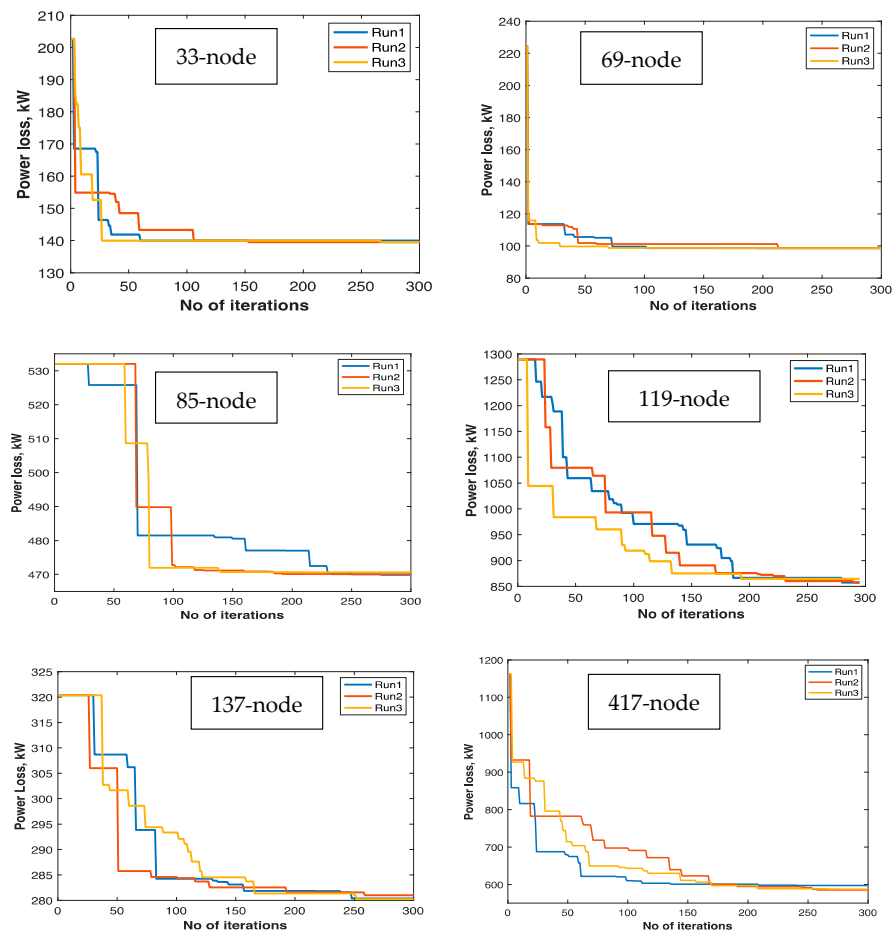 210
200
190
180
170
160
150
140
130
Power loss, kW
33-node
Run1
Run2
Run3
0
50
100
150
200
250
300
No of iterations
240
220
200
180
160
140
120
100
80
Power loss, kW
69-node
Run1
Run2
Run3
0
50
100
150
200
250
300
No of iterations
530
520
510
500
490
480
470
Power loss, kW
85-node
Run1
Run2
Run3
0
50
100
150
200
250
300
No of iterations
1300
1250
1200
1150
1100
1050
1000
950
900
850
Power loss, kW
119-node
Run1
Run2
Run3
0
50
100
150
200
250
300
No of iterations
325
320
315
310
305
300
295
290
285
280
Power Loss, kW
137-node
Run1
Run2
Run3
0
50
100
150
200
250
300
No of iterations
1200
1100
1000
900
800
700
600
Power loss, kW
417-node
Run1
Run2
Run3
0
50
100
150
200
250
300
No of iterations